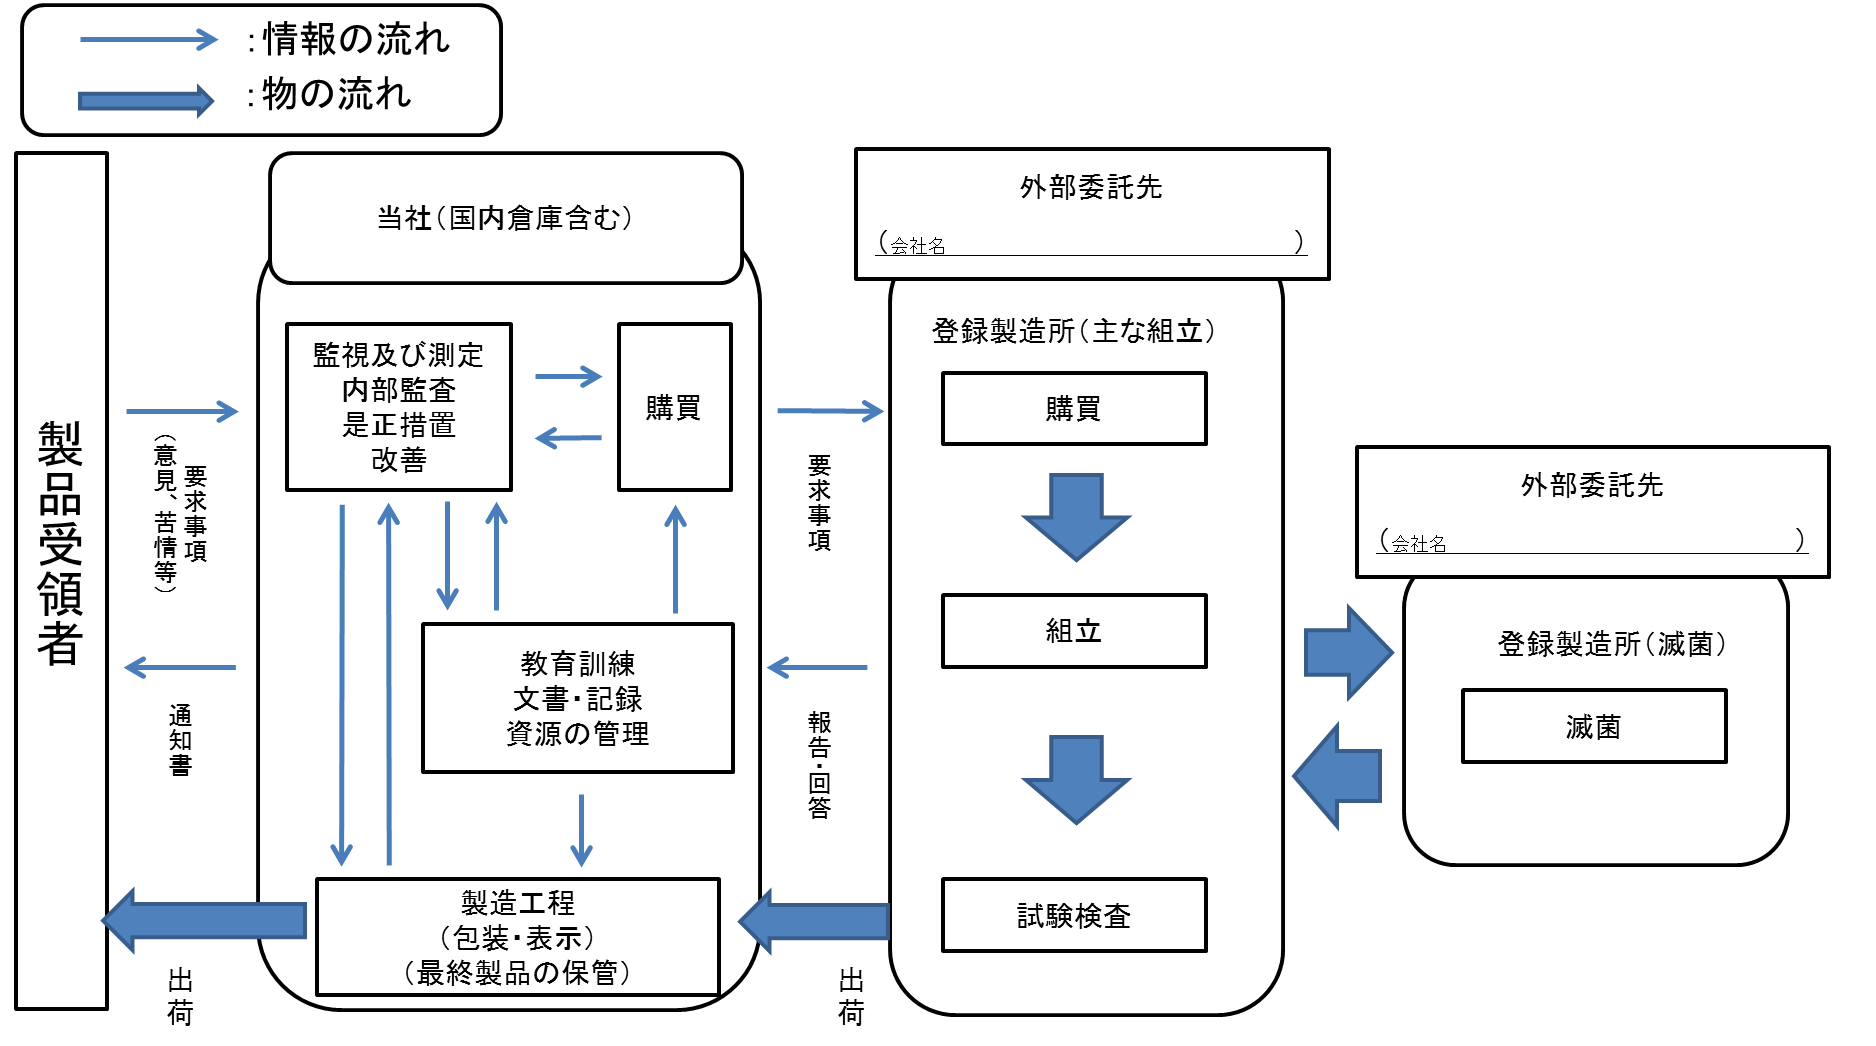 ：情報の流れ
：物の流れ
製品受領者
要求事項
（意見、苦情等）
通知書
出荷
当社（国内倉庫含む）
監視及び測定
内部監査
是正措置
改善
購買
教育訓練
文書・記録
資源の管理
製造工程
（包装・表示）
（最終製品の保管）
要求事項
報告・回答
出荷
外部委託先
（会社名　　　　　　　　　　）
登録製造所（主な組立）
購買
組立
試験検査
外部委託先
（会社名　　　　　　　　　　）
登録製造所（滅菌）
滅菌